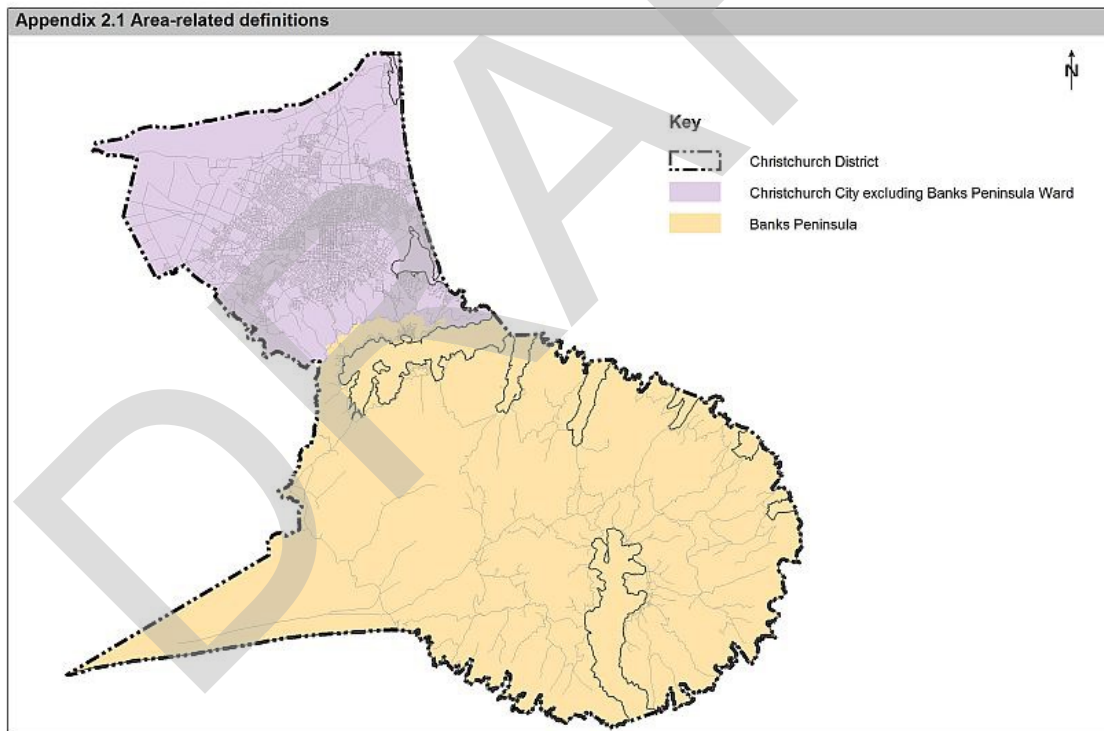 Appendix 2.1 Area-related definitions
N
Key
Christchurch District
Christchurch City excluding Banks Peninsula Ward
Banks Peninsula
DRAFT